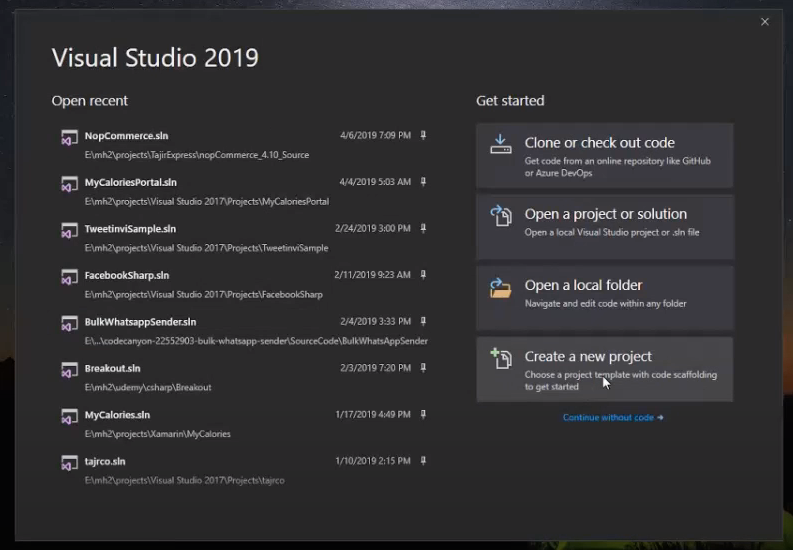 Visual Studio 2019
Open recent
NopCommerce.sln 4/6/2019 7:09 PM
E:\mh2\projects\TajirExpress\nopCommerce_4.10_Source
MyCaloriesPortal.sln 4/4/2019 5:03 AM
E:\mh2\projects\Visual Studio 2017\Projects\MyCaloriesPortal
TweetinviSample.sln 2/24/2019 3:00 PM
E:\mh2\projects\Visual Studio 2017\Projects\TweetinviSample
FacebookSharp.sln 2/11/2019 9:23 AM
E:\mh2\projects\Visual Studio 2017\Projects\FacebookSharp
BulkWhatsappSender.sln 2/4/2019 3:33 PM
E:\...\codecanyon-22552903-bulk-whatsapp-sender\SourceCode\BulkWhatsAppSender
Breakout.sln 2/3/2019 7:20 PM
E:\mh2\udemy\csharp\Breakout
MyCalories.sln 1/17/2019 4:49 PM
E:\mh2\projects\Xamarin\MyCalories
tajrco.sln 1/10/2019 2:15 PM
E:\mh2\projects\Visual Studio 2017\Projects\tajrco
Get started
Clone or check out code
Get code from an online repository like GitHub
or Azure DevOps
Open a project or solution
Open a local Visual Studio project or .sln file
Open a local folder
Navigate and edit code within any folder
Create a new project
Choose a project template with code scaffolding
to get started
Continue without code →